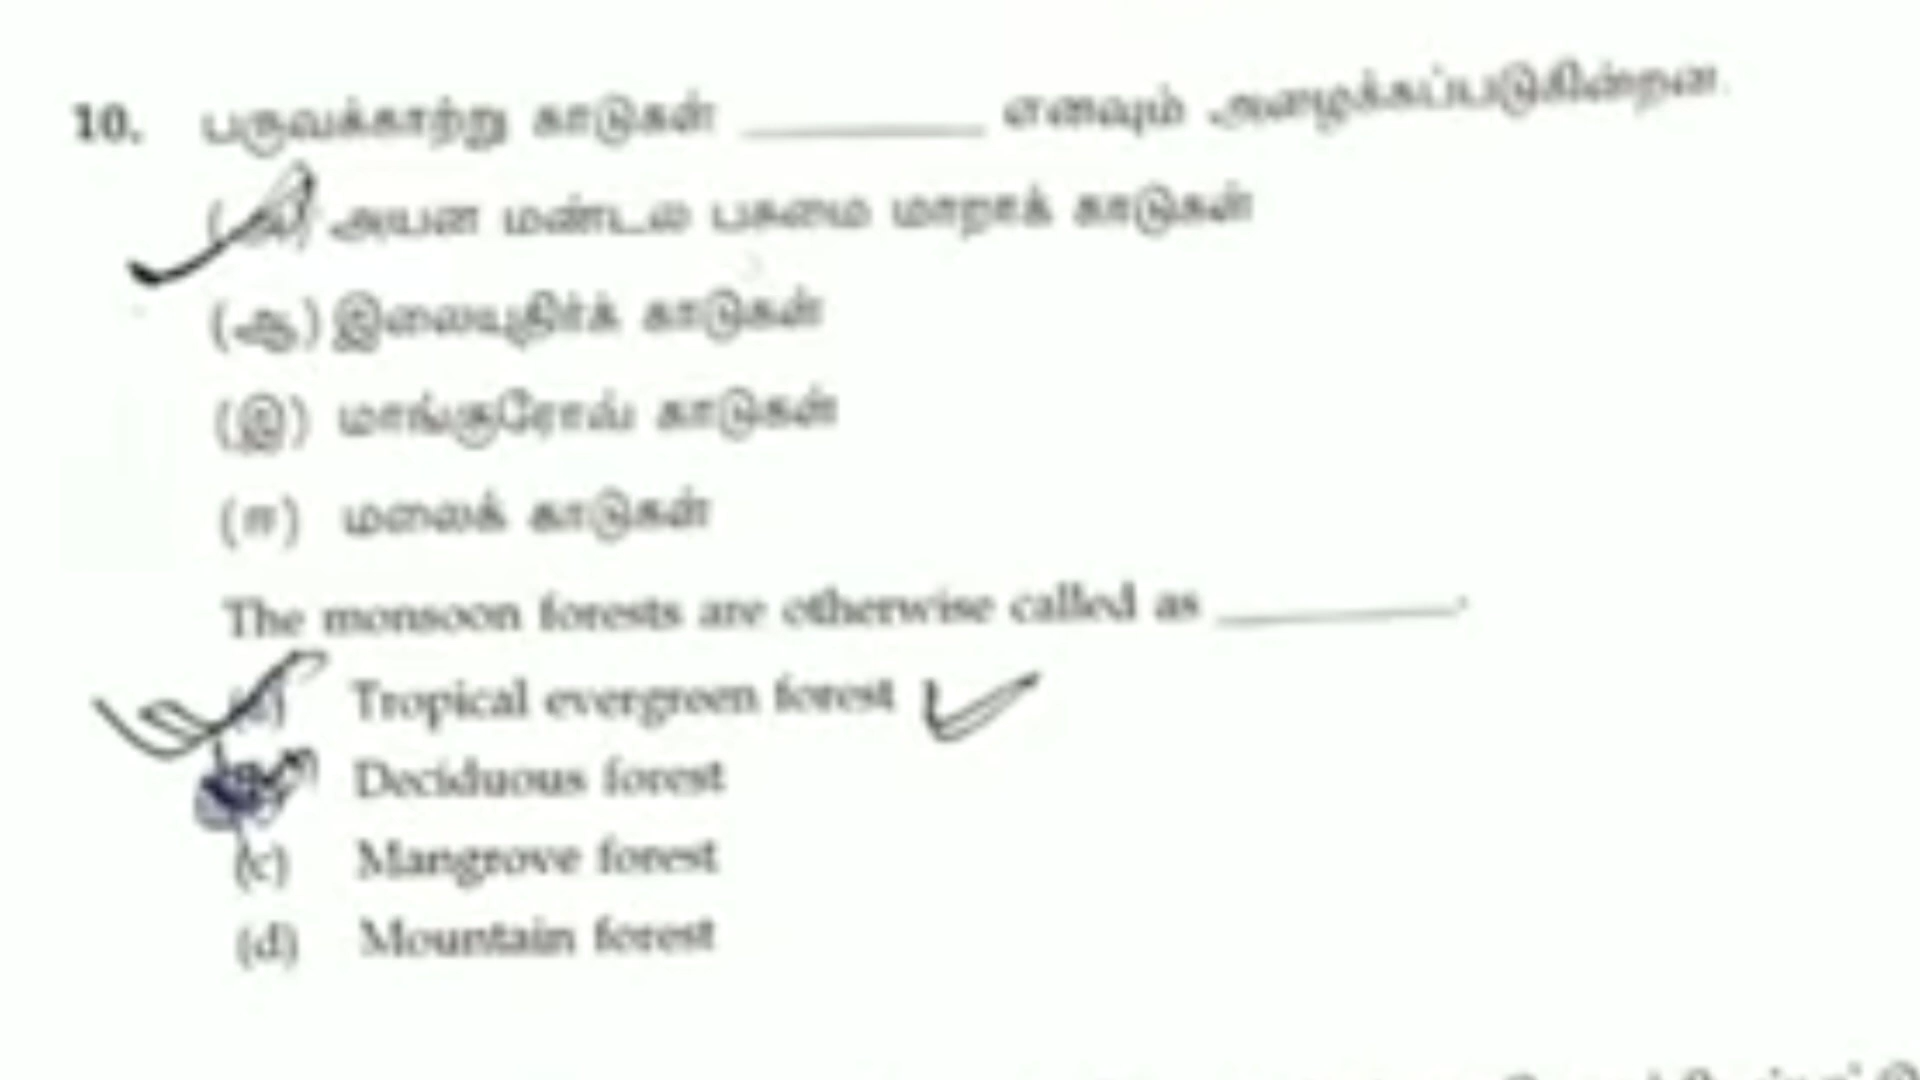 10. பருவக்காற்று காடுகள் ________ எனவும் அழைக்கப்படுகின்றன.
(அ) அயன மண்டல பசுமை மாறாக் காடுகள்
(ஆ) இலையுதிர்க் காடுகள்
(இ) மாங்குரோவ் காடுகள்
(ஈ) மலைக் காடுகள்
The monsoon forests are otherwise called as ________.
(a) Tropical evergreen forest
Deciduous forest
(c) Mangrove forest
(d) Mountain forest